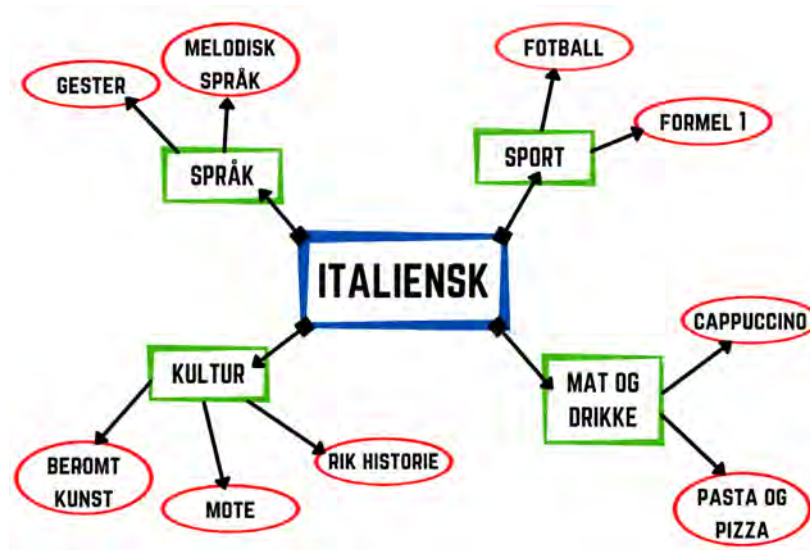 MELODISK
SPRÅK
GESTER
SPRÅK
FOTBALL
FORMEL 1
SPORT
ITALIENSK
KULTUR
BEROMT
KUNST
MOTE
RIK HISTORIE
CAPPUCCINO
MAT OG
DRIKKE
PASTA OG
PIZZA